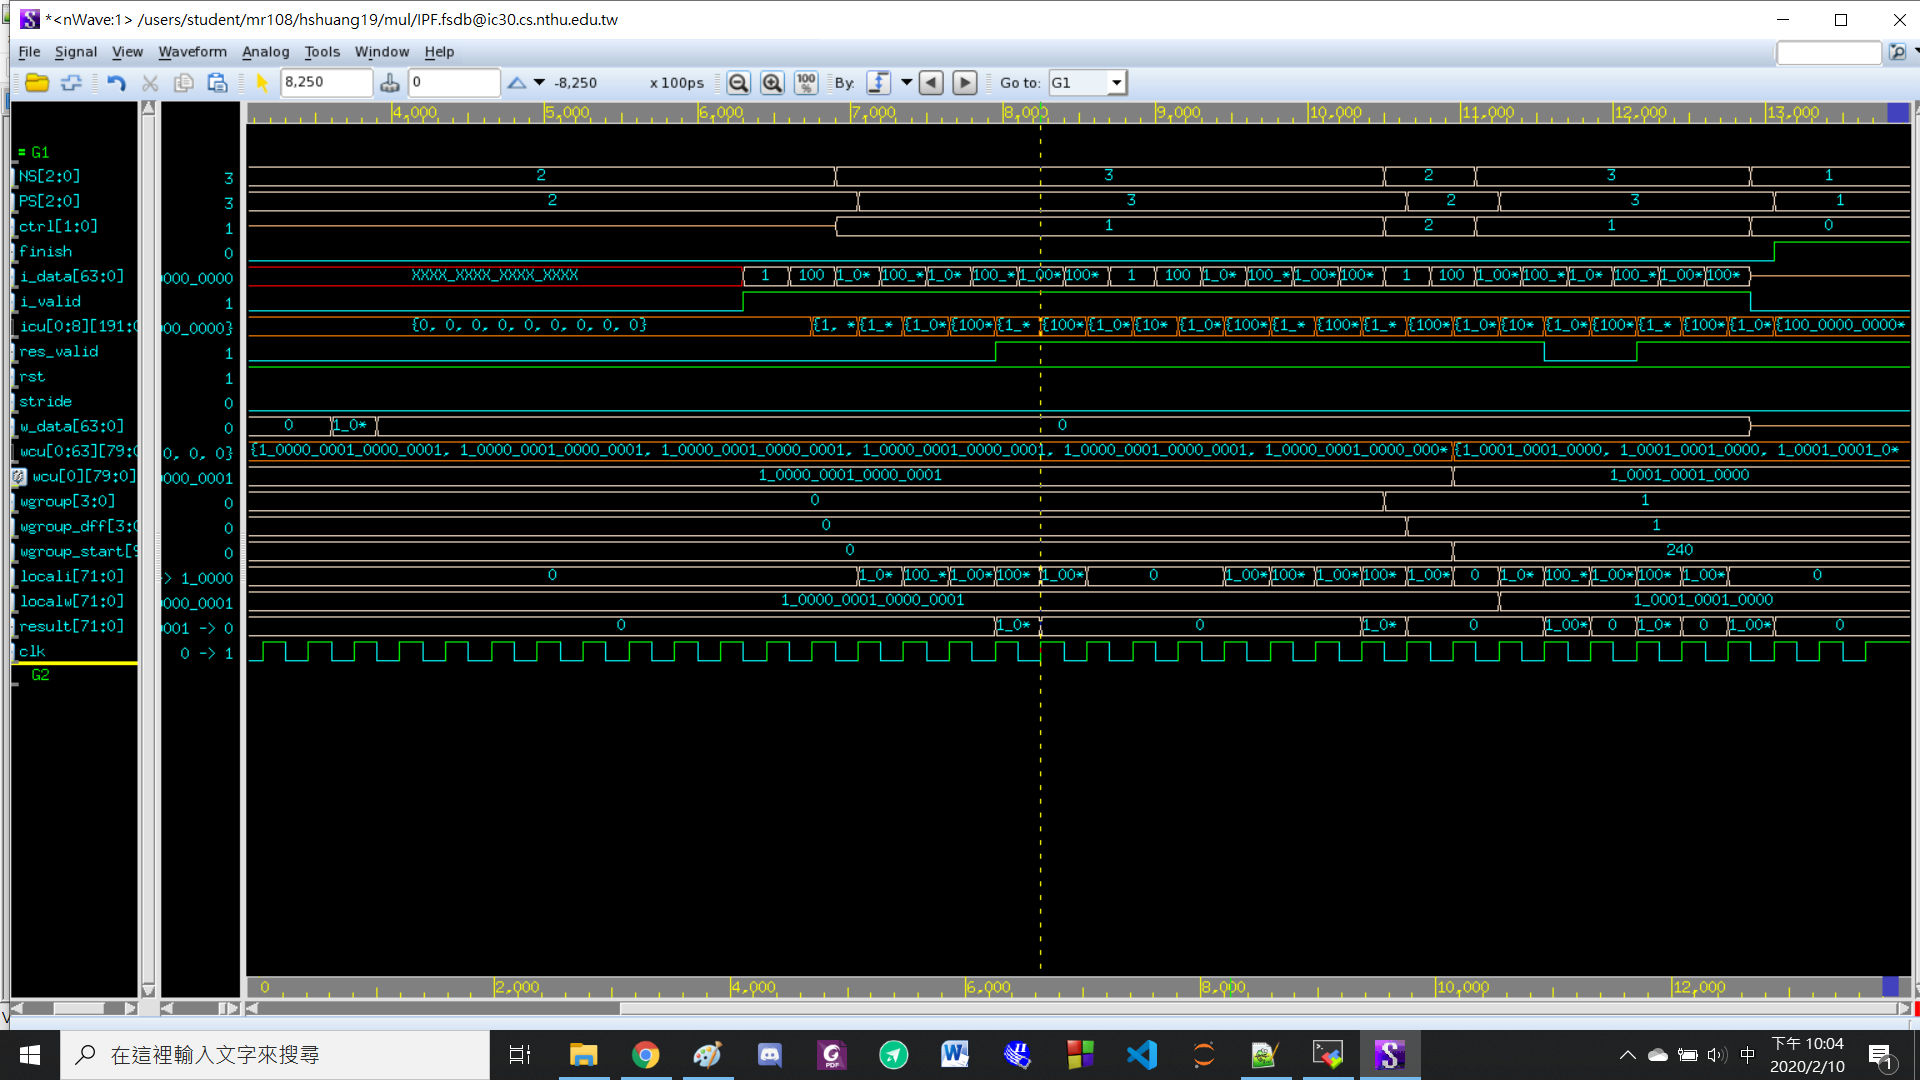 *<nWave:1> /users/student/mr108/hshuang19/mul/IPF.fsdb@ic30.cs.nthu.edu.tw
File Signal View Waveform Analog Tools Window Help
8,250 0 -8,250 x 100ps 100 % By: Go to: G1
4,000 5,000 6,000 7,000 8,000 9,000 10,000 11,000 12,000 13,000
= G1
NS[2:0] 3 2 3 2 3 1
PS[2:0] 3 2 3 2 3 1
ctrl[1:0] 1 1 2 1 0
finish 0
i_data[63:0] 0000_0000 XXXX_XXXX_XXXX_XXXX 1 100 1_0* 100_* 1_0* 100_* 1_00* 100* 1 100 1_0* 100_* 1_00* 100* 1 100 1_00* 100_* 1_0* 100_* 1_00* 100*
i_valid 1
icu[0:8][191:0 00_0000} {0, 0, 0, 0, 0, 0, 0, 0, 0} {1, * {1_* {1_0* {100* {1_* {100* {1_0* {10* {1_0* {100* {1_* {100* {1_* {100* {1_0* {10* {1_0* {100* {1_* {100* {1_0* {100_0000_0000*
res_valid 1
rst 1
stride 0
w_data[63:0] 0 0 1_0* 0
wcu[0:63][79: 0, 0, 0} {1_0000_0001_0000_0001, 1_0000_0001_0000_0001, 1_0000_0001_0000_0001, 1_0000_0001_0000_0001, 1_0000_0001_0000_0001, 1_0000_0001_0000_000* {1_0001_0001_0000, 1_0001_0001_0000, 1_0001_0001_0*
wcu[0][79:0] 0000_0001 1_0000_0001_0000_0001 1_0001_0001_0000
wgroup[3:0] 0 0 1
wgroup_dff[3:0 0 0 1
wgroup_start[9 0 0 240
locali[71:0] -> 1_0000 0 1_0* 100_* 1_00* 100* 1_00* 0 1_00* 100* 1_00* 100* 1_00* 0 1_0* 100_* 1_00* 100* 1_00* 0
localw[71:0] 0000_0001 1_0000_0001_0000_0001 1_0001_0001_0000
result[71:0] 0001 -> 0 0 1_0* 0 1_0* 0 1_00* 0 1_0* 0 1_00* 0
clk 0 -> 1
G2
0 2,000 4,000 6,000 8,000 10,000 12,000
在這裡輸入文字來搜尋 中 下午 10:04
2020/2/10 1